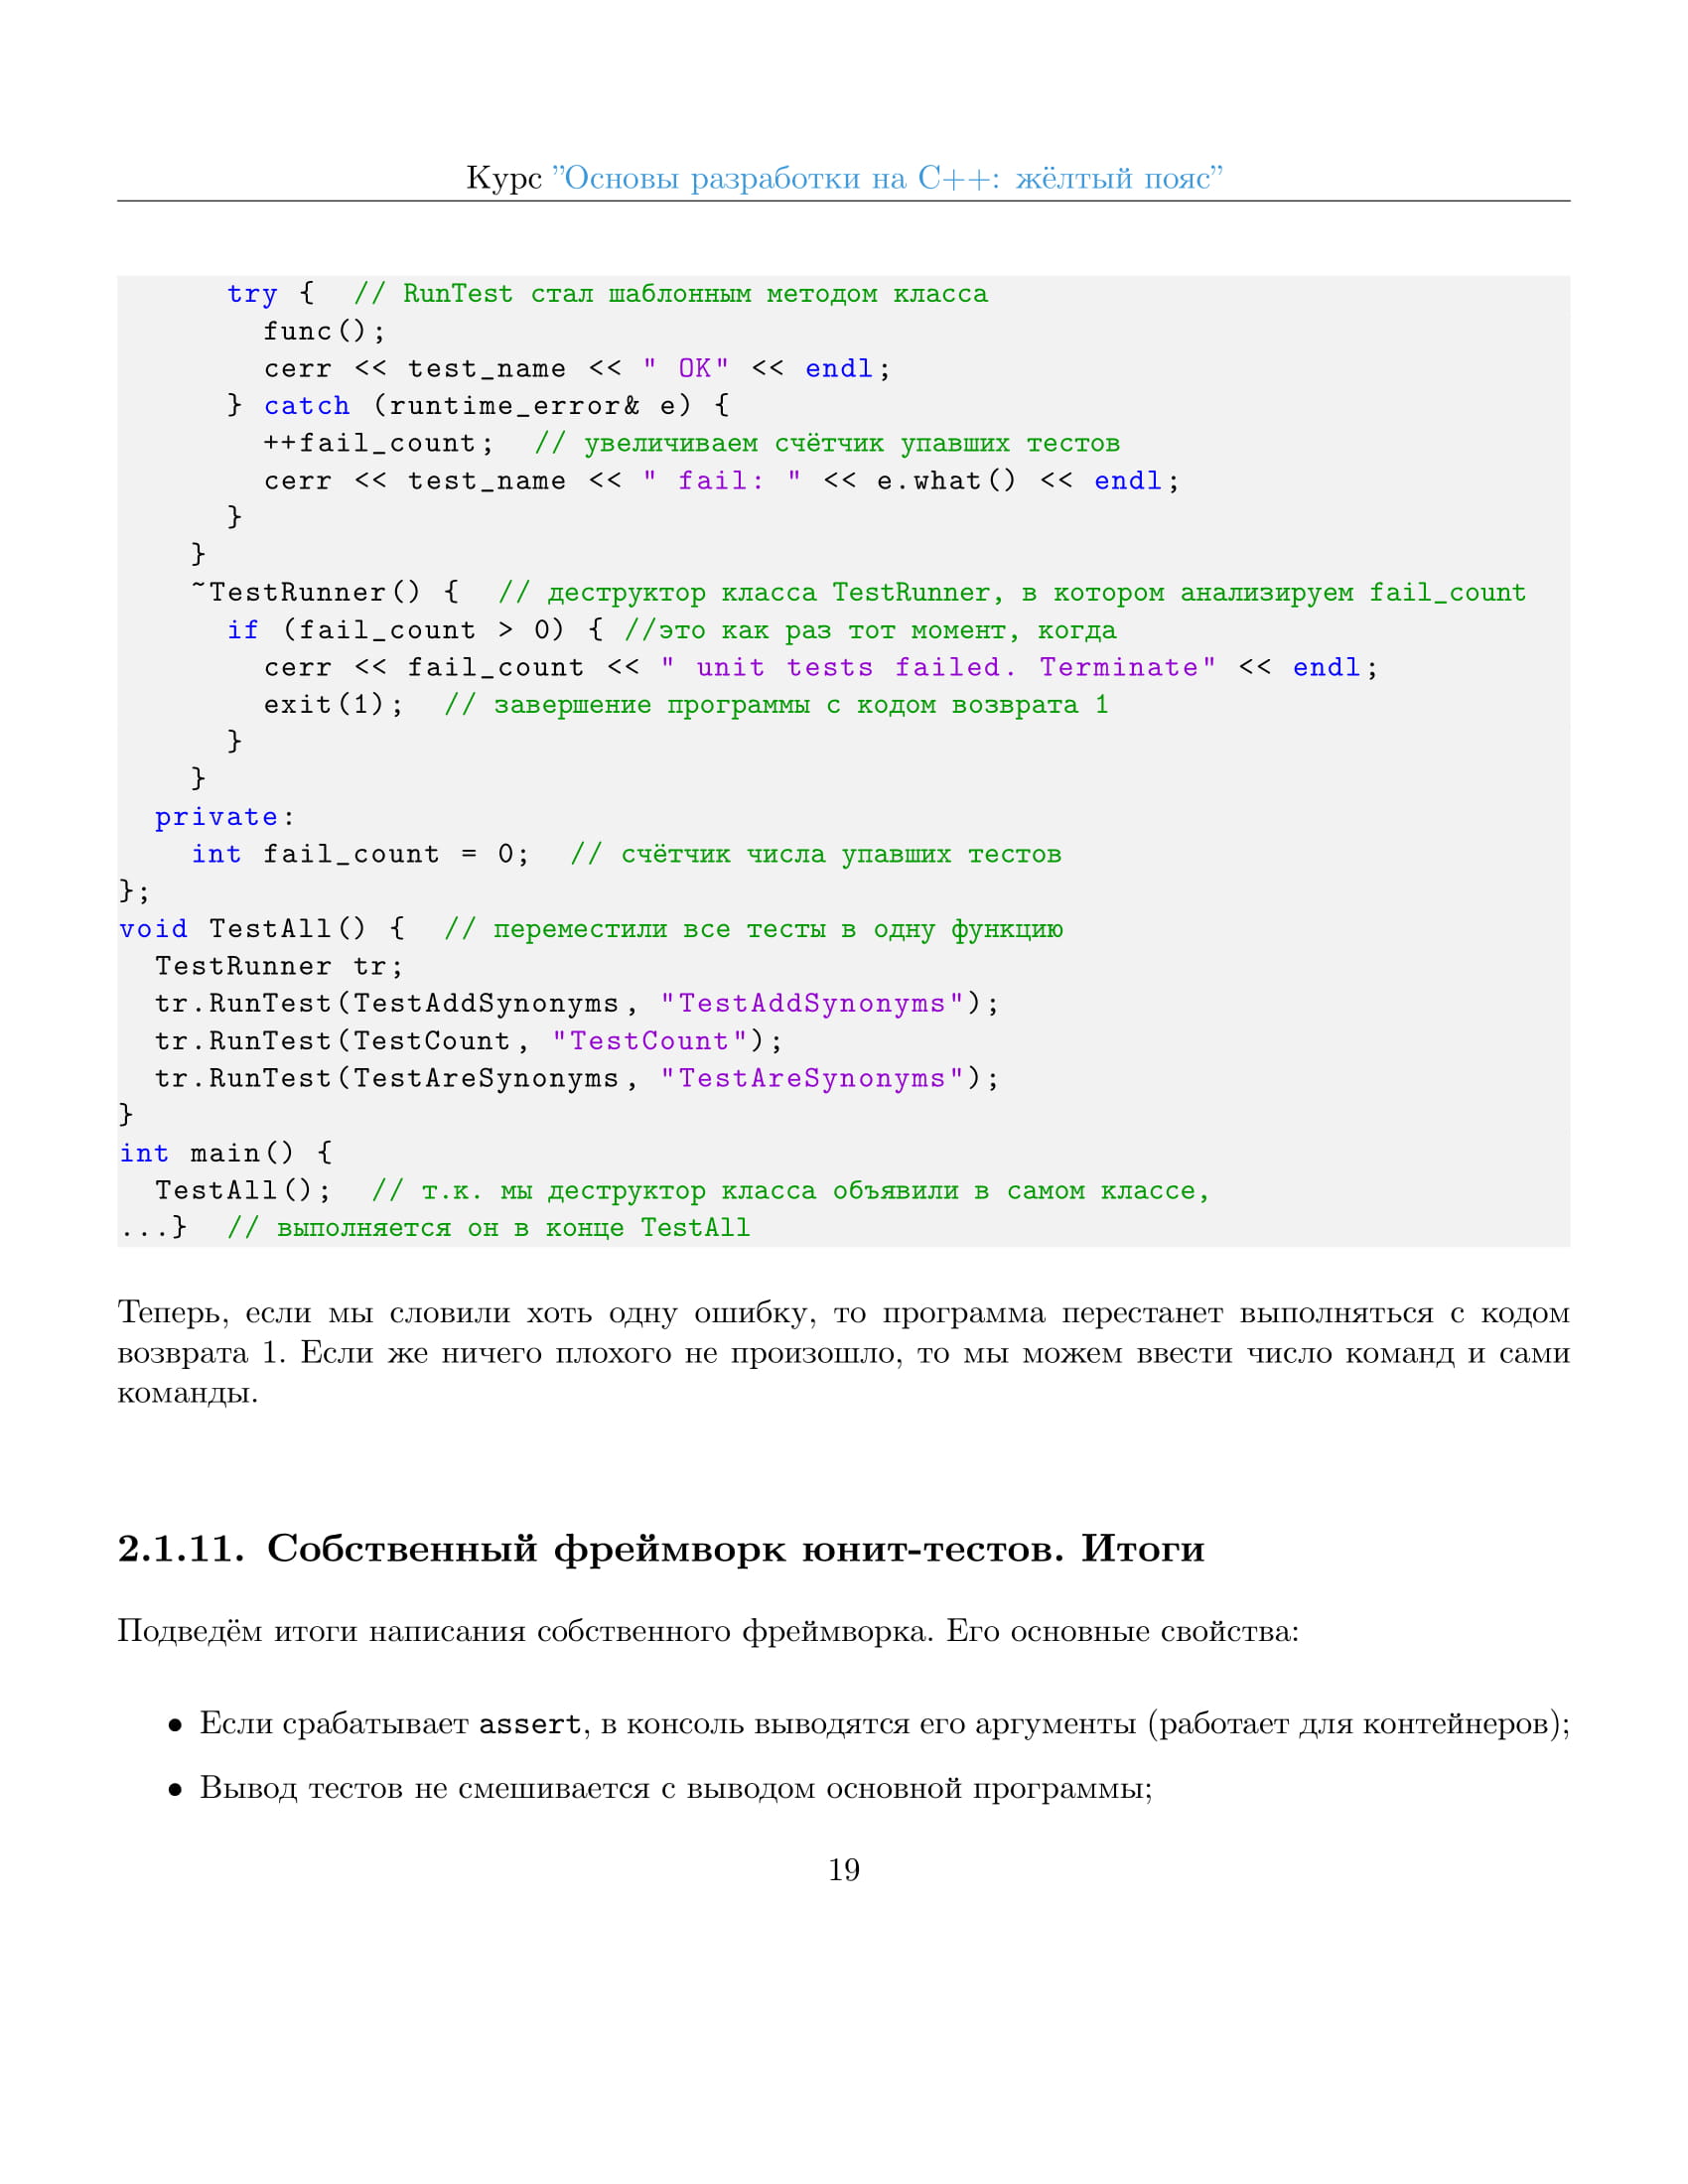 Курс ”Основы разработки на C++: жёлтый пояс”
      try {  // RunTest стал шаблонным методом класса
        func();
        cerr << test_name << " OK" << endl;
      } catch (runtime_error& e) {
        ++fail_count;  // увеличиваем счётчик упавших тестов
        cerr << test_name << " fail: " << e.what() << endl;
      }
    }
    ~TestRunner() {  // деструктор класса TestRunner, в котором анализируем fail_count
      if (fail_count > 0) { //это как раз тот момент, когда
        cerr << fail_count << " unit tests failed. Terminate" << endl;
        exit(1);  // завершение программы с кодом возврата 1
      }
    }
  private:
    int fail_count = 0;  // счётчик числа упавших тестов
};
void TestAll() {  // переместили все тесты в одну функцию
  TestRunner tr;
  tr.RunTest(TestAddSynonyms, "TestAddSynonyms");
  tr.RunTest(TestCount, "TestCount");
  tr.RunTest(TestAreSynonyms, "TestAreSynonyms");
}
int main() {
  TestAll();  // т.к. мы деструктор класса объявили в самом классе,
...}  // выполняется он в конце TestAll
Теперь, если мы словили хоть одну ошибку, то программа перестанет выполняться с кодом
возврата 1. Если же ничего плохого не произошло, то мы можем ввести число команд и сами
команды.
2.1.11. Собственный фреймворк юнит-тестов. Итоги
Подведём итоги написания собственного фреймворка. Его основные свойства:
• Если срабатывает assert, в консоль выводятся его аргументы (работает для контейнеров);
• Вывод тестов не смешивается с выводом основной программы;
19